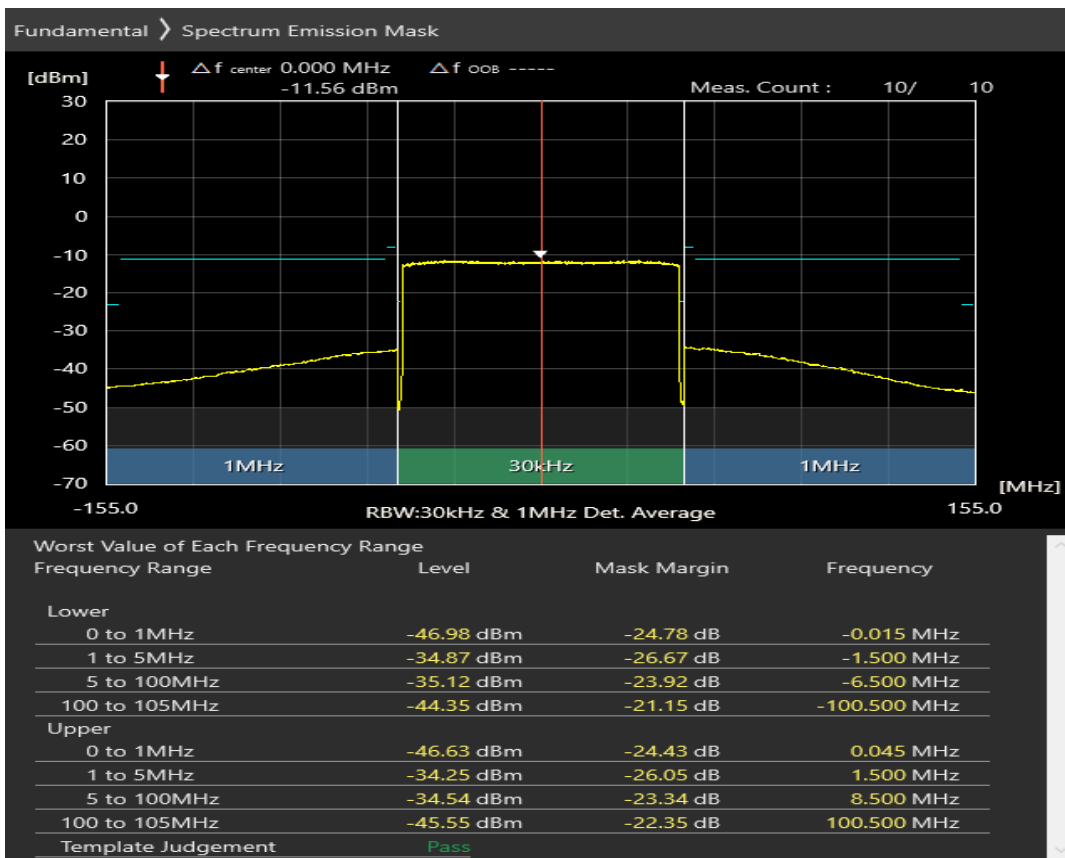 Fundamental ❯ Spectrum Emission Mask
△f center 0.000 MHz △f OOB -----
[dBm]
-11.56 dBm Meas. Count : 10/ 10
30
20
10
0
-10
-20
-30
-40
-50
-60
1MHz 30kHz 1MHz
-70
[MHz]
-155.0 RBW:30kHz & 1MHz Det. Average 155.0
Worst Value of Each Frequency Range
Frequency Range Level Mask Margin Frequency
Lower
0 to 1MHz -46.98 dBm -24.78 dB -0.015 MHz
1 to 5MHz -34.87 dBm -26.67 dB -1.500 MHz
5 to 100MHz -35.12 dBm -23.92 dB -6.500 MHz
100 to 105MHz -44.35 dBm -21.15 dB -100.500 MHz
Upper
0 to 1MHz -46.63 dBm -24.43 dB 0.045 MHz
1 to 5MHz -34.25 dBm -26.05 dB 1.500 MHz
5 to 100MHz -34.54 dBm -23.34 dB 8.500 MHz
100 to 105MHz -45.55 dBm -22.35 dB 100.500 MHz
Template Judgement Pass